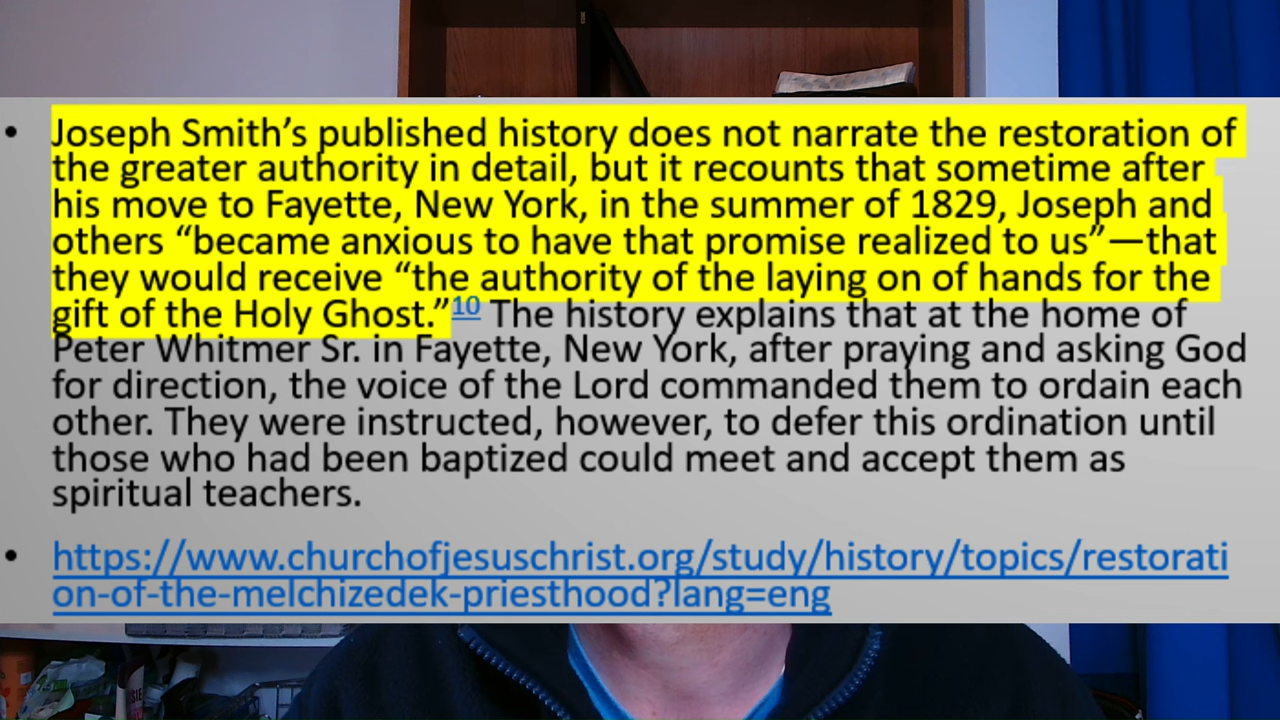 • Joseph Smith’s published history does not narrate the restoration of
the greater authority in detail, but it recounts that sometime after
his move to Fayette, New York, in the summer of 1829, Joseph and
others “became anxious to have that promise realized to us”—that
they would receive “the authority of the laying on of hands for the
gift of the Holy Ghost.”10 The history explains that at the home of
Peter Whitmer Sr. in Fayette, New York, after praying and asking God
for direction, the voice of the Lord commanded them to ordain each
other. They were instructed, however, to defer this ordination until
those who had been baptized could meet and accept them as
spiritual teachers.
• https://www.churchofjesuschrist.org/study/history/topics/restorati
on-of-the-melchizedek-priesthood?lang=eng